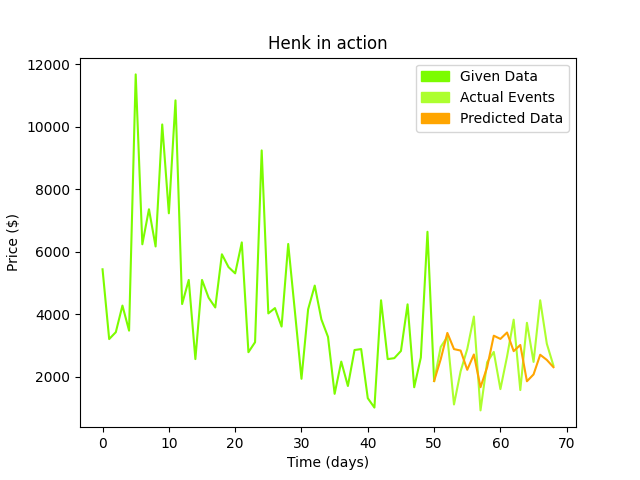 Henk in action
Given Data
Actual Events
Predicted Data
12000
10000
8000
6000
4000
2000
Price ($)
0 10 20 30 40 50 60 70
Time (days)